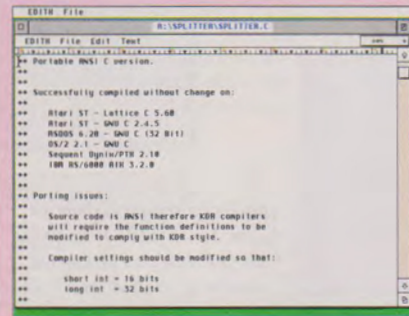 EDITH File
A:\SPLITTER\SPLITTER.C
EDITH File Edit Text
** Portable ANSI C version.
**
**
** Successfully compiled without change on:
**
** Atari ST - Lattice C 5.60
** Atari ST - GNU C 2.4.5
** MSDOS 6.20 - GNU C (32 Bit)
** OS/2 2.1 - GNU C
** Sequent Dynix/PTX 2.10
** IBM RS/6000 AIX 3.2.0
**
**
** Porting issues:
**
** Source code is ANSI therefore K&R compilers
** will require the function definitions to be
** modified to comply with K&R style.
**
** Compiler settings should be modified so that:
**
** short int = 16 bits
** long int = 32 bits
**